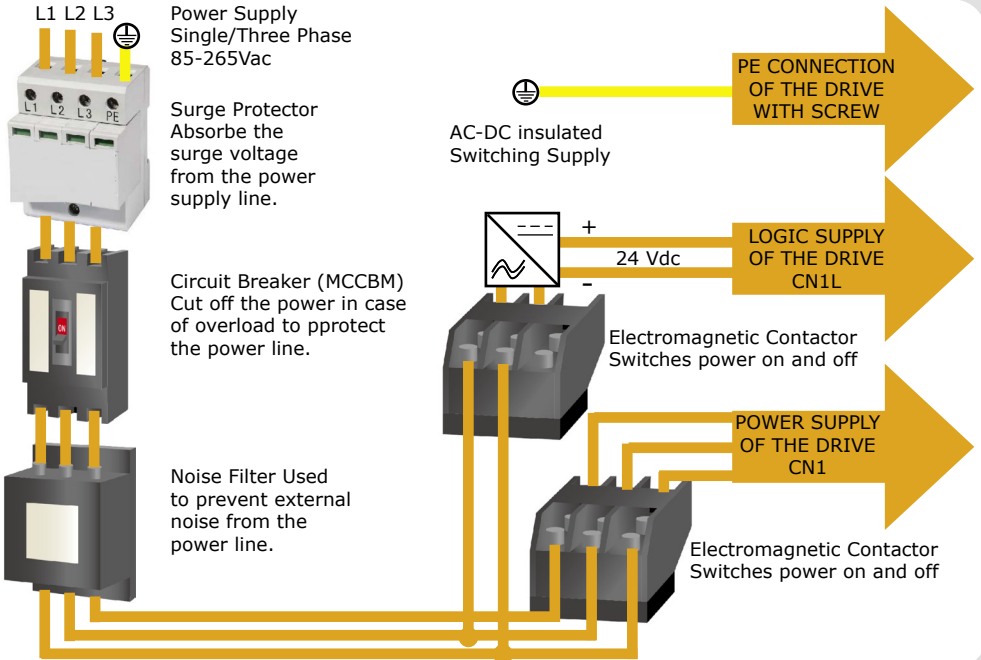 L1 L2 L3
Power Supply
Single/Three Phase
85-265Vac
L1 L2 L3 PE
Surge Protector
Absorbe the
surge voltage
from the power
supply line.
ON
Circuit Breaker (MCCBM)
Cut off the power in case
of overload to pprotect
the power line.
Noise Filter Used
to prevent external
noise from the
power line.
PE CONNECTION
OF THE DRIVE
WITH SCREW
AC-DC insulated
Switching Supply
+
24 Vdc
-
LOGIC SUPPLY
OF THE DRIVE
CN1L
Electromagnetic Contactor
Switches power on and off
POWER SUPPLY
OF THE DRIVE
CN1
Electromagnetic Contactor
Switches power on and off